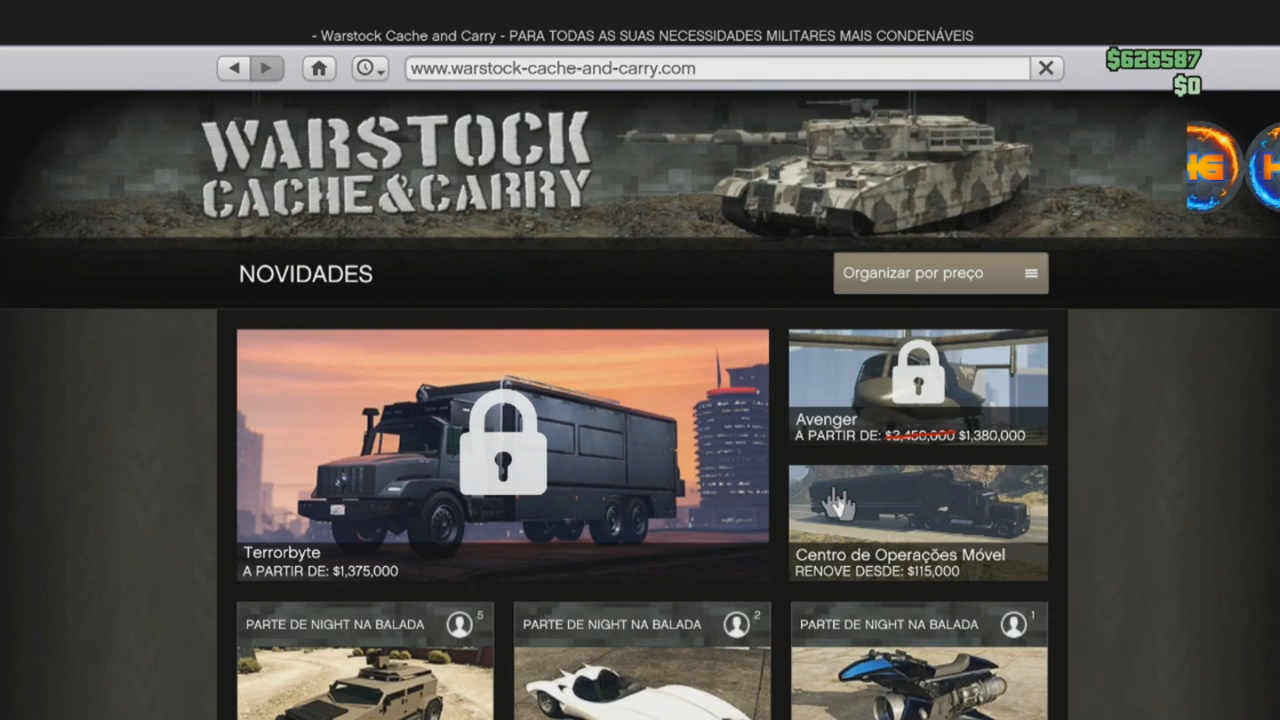 - Warstock Cache and Carry - PARA TODAS AS SUAS NECESSIDADES MILITARES MAIS CONDENÁVEIS
www.warstock-cache-and-carry.com
$626587
$0
WARSTOCK
CACHE&CARRY
NOVIDADES
Organizar por preço
Avenger
A PARTIR DE: $3,450,000 $1,380,000
Terrorbyte
A PARTIR DE: $1,375,000
Centro de Operações Móvel
RENOVE DESDE: $115,000
PARTE DE NIGHT NA BALADA 5
PARTE DE NIGHT NA BALADA 2
PARTE DE NIGHT NA BALADA 1